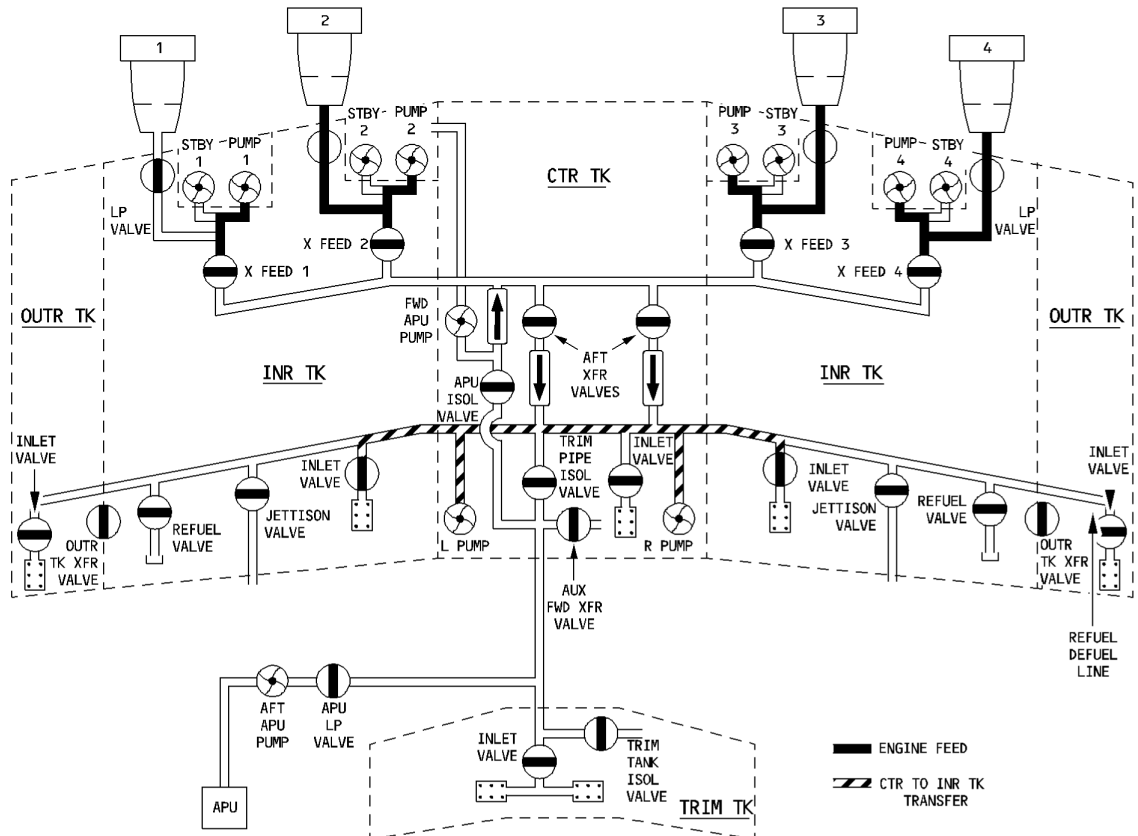 1
2
3
4
STBY
1
PUMP
1
STBY
2
PUMP
2
PUMP
3
STBY
3
PUMP
4
STBY
4
CTR TK
LP
VALVE
LP
VALVE
X FEED 1
X FEED 2
X FEED 3
X FEED 4
OUTR TK
INR TK
FWD
APU
PUMP
APU
ISOL
VALVE
AFT
XFR
VALVES
INR TK
OUTR TK
INLET
VALVE
OUTR
TK XFR
VALVE
REFUEL
VALVE
JETTISON
VALVE
INLET
VALVE
L PUMP
TRIM
PIPE
ISOL
VALVE
INLET
VALVE
R PUMP
INLET
VALVE
JETTISON
VALVE
REFUEL
VALVE
OUTR
TK XFR
VALVE
INLET
VALVE
AUX
FWD XFR
VALVE
REFUEL
DEFUEL
LINE
AFT
APU
PUMP
APU
LP
VALVE
APU
INLET
VALVE
TRIM
TANK
ISOL
VALVE
TRIM TK
ENGINE FEED
CTR TO INR TK
TRANSFER